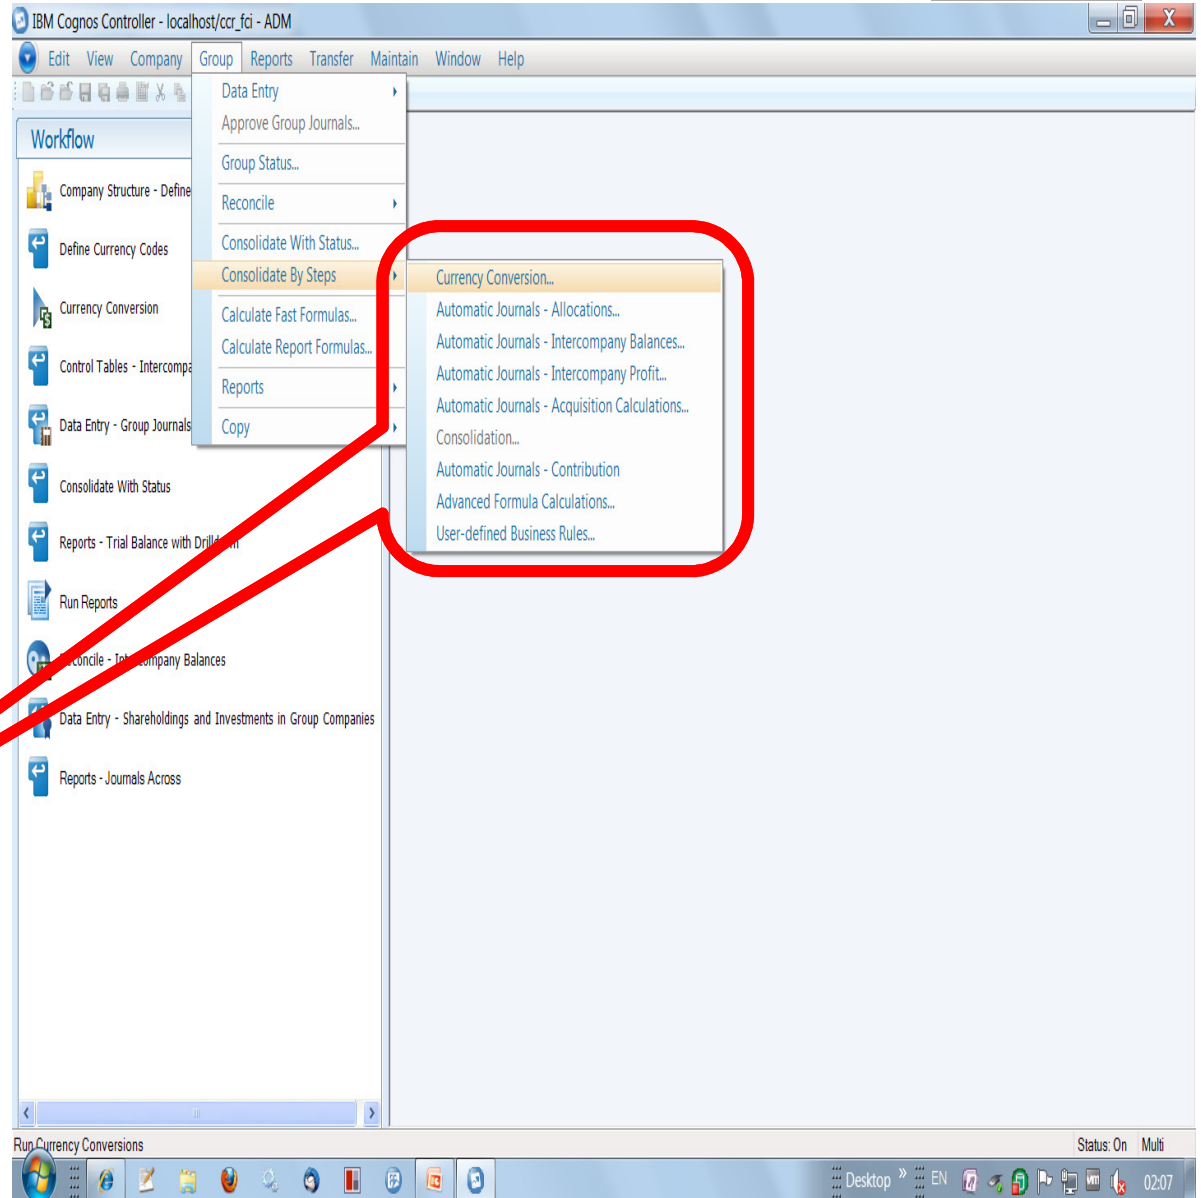 IBM Cognos Controller - localhost/ccr_fci - ADM
Edit View Company Group Reports Transfer Maintain Window Help
Data Entry
Approve Group Journals...
Group Status...
Reconcile
Consolidate With Status...
Consolidate By Steps
Calculate Fast Formulas...
Calculate Report Formulas...
Reports
Copy
Currency Conversion...
Automatic Journals - Allocations...
Automatic Journals - Intercompany Balances...
Automatic Journals - Intercompany Profit...
Automatic Journals - Acquisition Calculations...
Consolidation...
Automatic Journals - Contribution
Advanced Formula Calculations...
User-defined Business Rules...
Workflow
Company Structure - Define
Define Currency Codes
Currency Conversion
Control Tables - Intercompa
Data Entry - Group Journals
Consolidate With Status
Reports - Trial Balance with
Run Reports
Reconcile - Intercompany Balances
Data Entry - Shareholdings and Investments in Group Companies
Reports - Journals Across
Run Currency Conversions
Status: On Multi
Desktop » EN 02:07